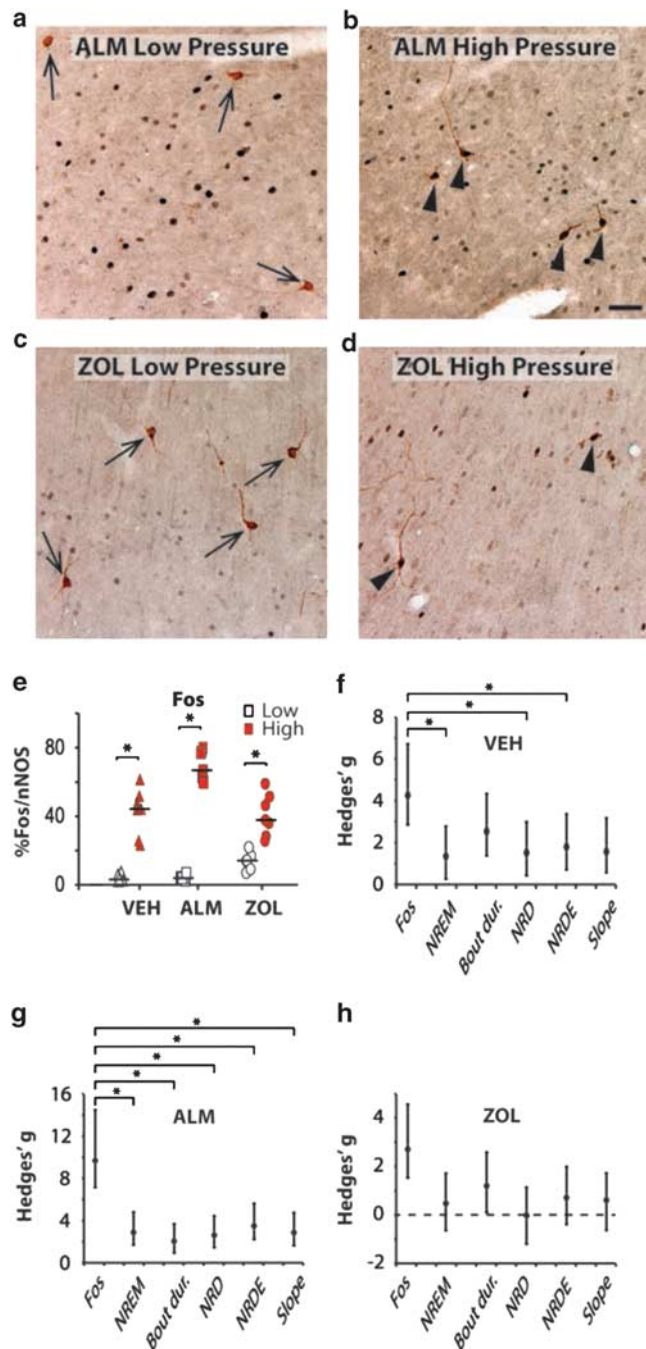 a
ALM Low Pressure
b
ALM High Pressure
c
ZOL Low Pressure
d
ZOL High Pressure
e
Fos
Low
High
*
*
*
%Fos/nNOS
80
40
0
VEH
ALM
ZOL
f
*
*
*
VEH
Hedges' g
8
6
4
2
0
Fos
NREM
Bout dur.
NRD
NRDE
Slope
g
*
*
*
*
*
ALM
Hedges' g
16
12
8
4
0
Fos
NREM
Bout dur.
NRD
NRDE
Slope
h
ZOL
Hedges' g
4
2
0
-2
Fos
NREM
Bout dur.
NRD
NRDE
Slope